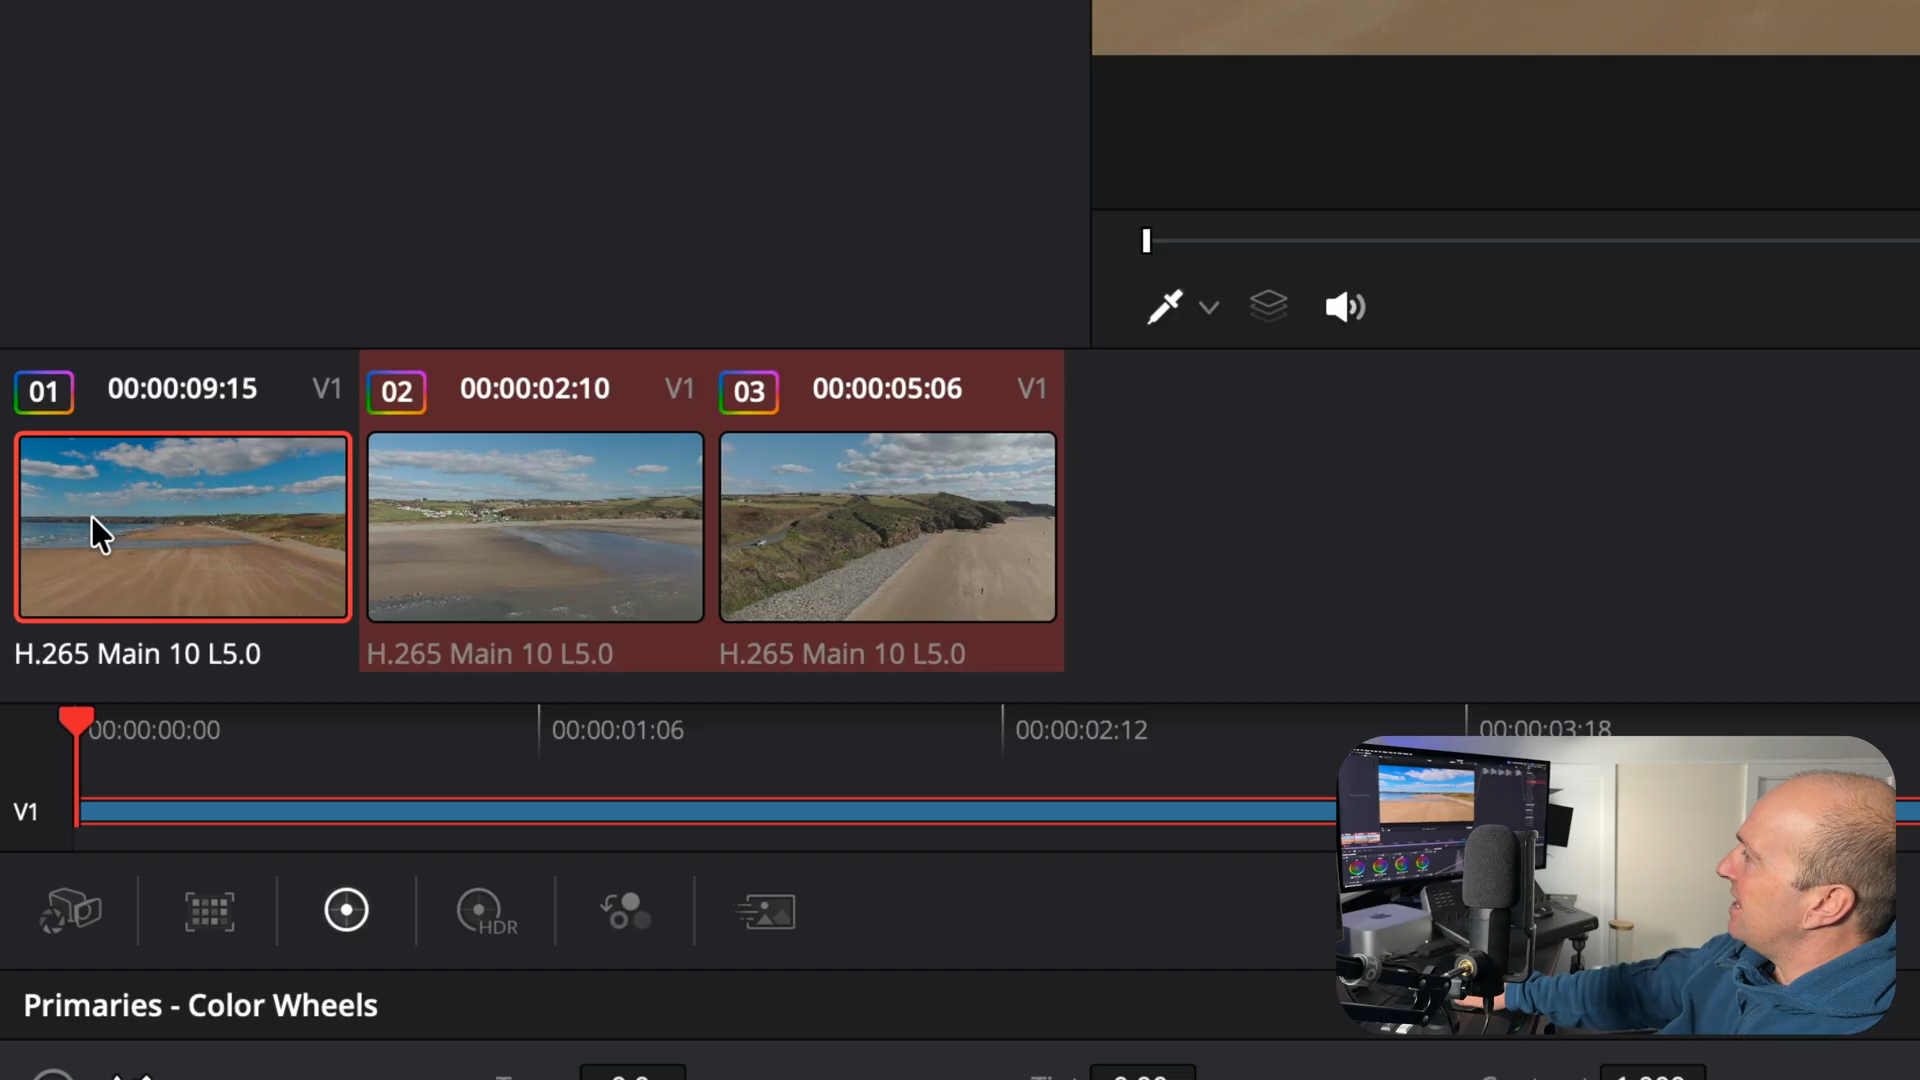 01 00:00:09:15 V1
02 00:00:02:10 V1
03 00:00:05:06 V1
H.265 Main 10 L5.0
H.265 Main 10 L5.0
H.265 Main 10 L5.0
00:00:00:00
00:00:01:06
00:00:02:12
00:00:03:18
V1
HDR
Primaries - Color Wheels